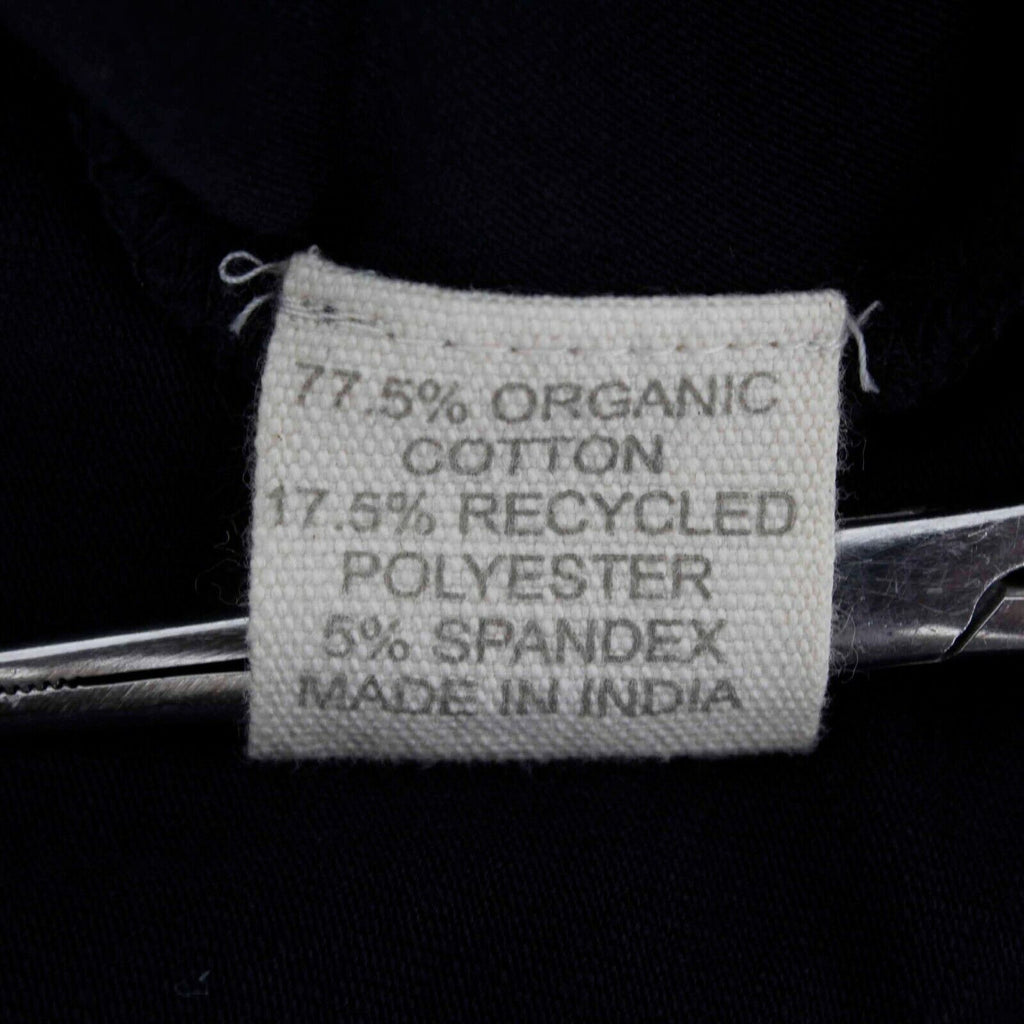 77.5% ORGANIC
COTTON
17.5% RECYCLED
POLYESTER
5% SPANDEX
MADE IN INDIA